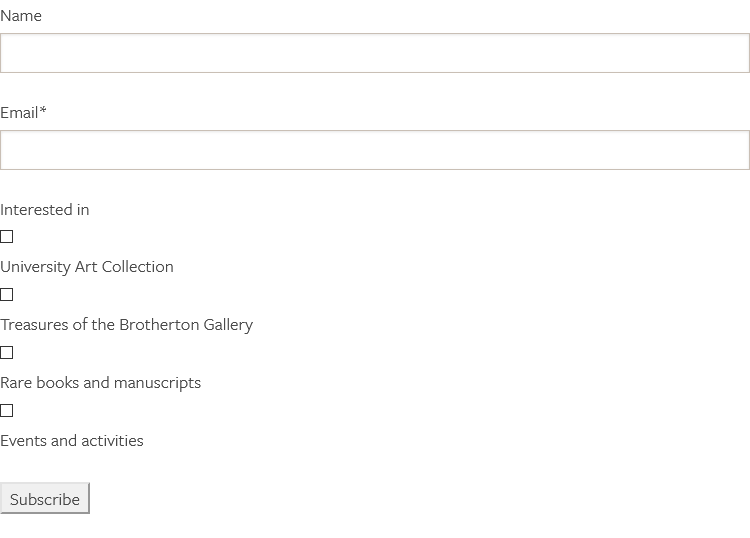 Name
Email*
Interested in
University Art Collection
Treasures of the Brotherton Gallery
Rare books and manuscripts
Events and activities
Subscribe